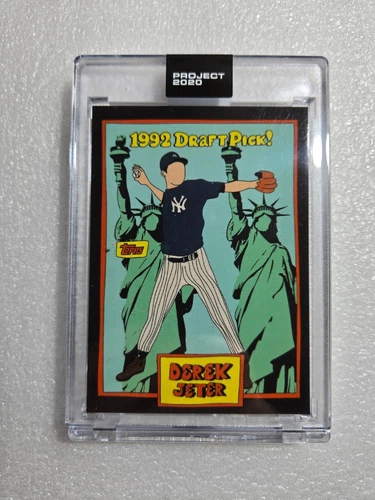 PROJECT
2020
1992 DRAFT PICK!
NY
Topps
DEREK
JETER